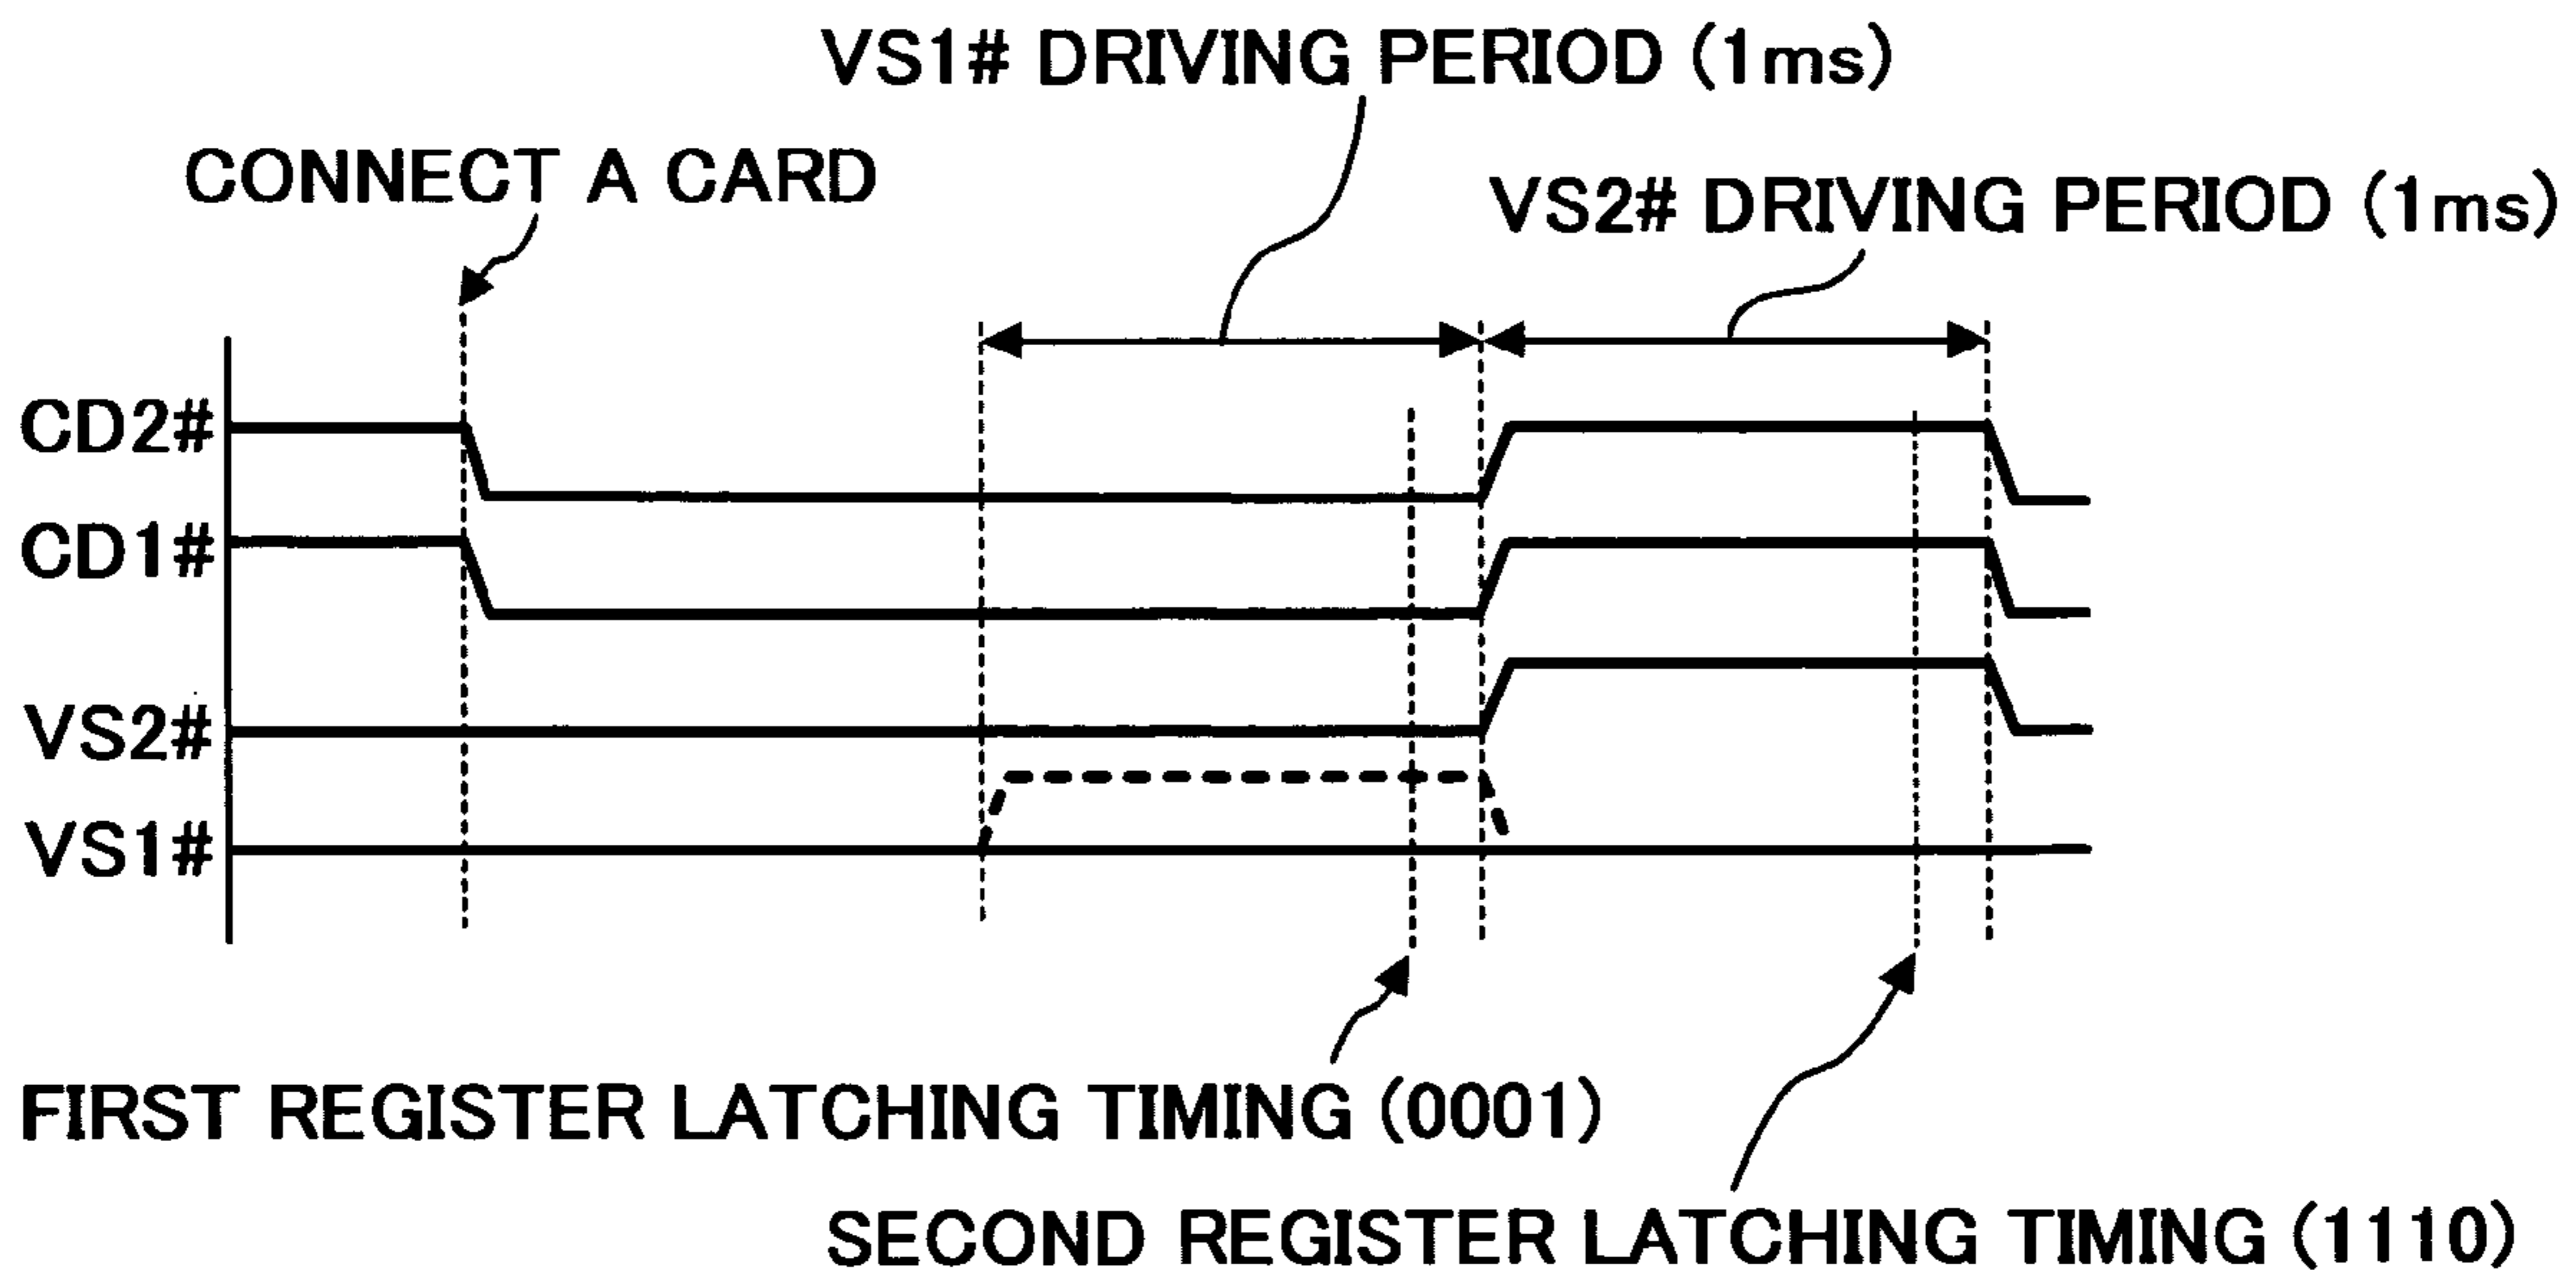 VS1# DRIVING PERIOD (1ms)
CONNECT A CARD
VS2# DRIVING PERIOD (1ms)
CD2#
CD1#
VS2#
VS1#
FIRST REGISTER LATCHING TIMING (0001)
SECOND REGISTER LATCHING TIMING (1110)